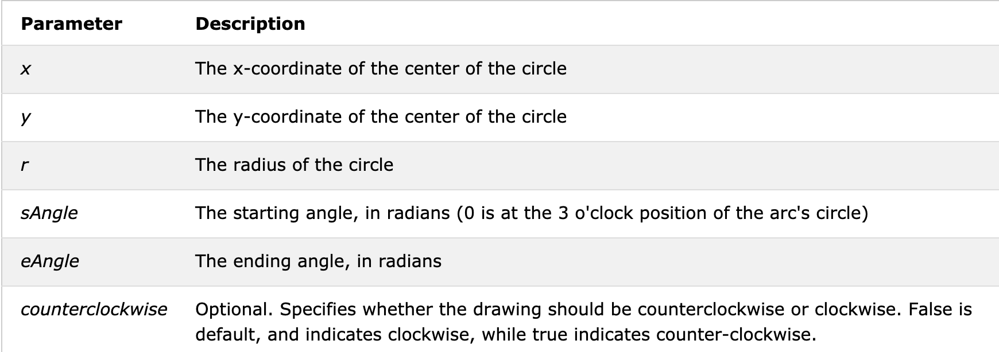 Parameter Description
x The x-coordinate of the center of the circle
y The y-coordinate of the center of the circle
r The radius of the circle
sAngle The starting angle, in radians (0 is at the 3 o'clock position of the arc's circle)
eAngle The ending angle, in radians
counterclockwise Optional. Specifies whether the drawing should be counterclockwise or clockwise. False is
default, and indicates clockwise, while true indicates counter-clockwise.